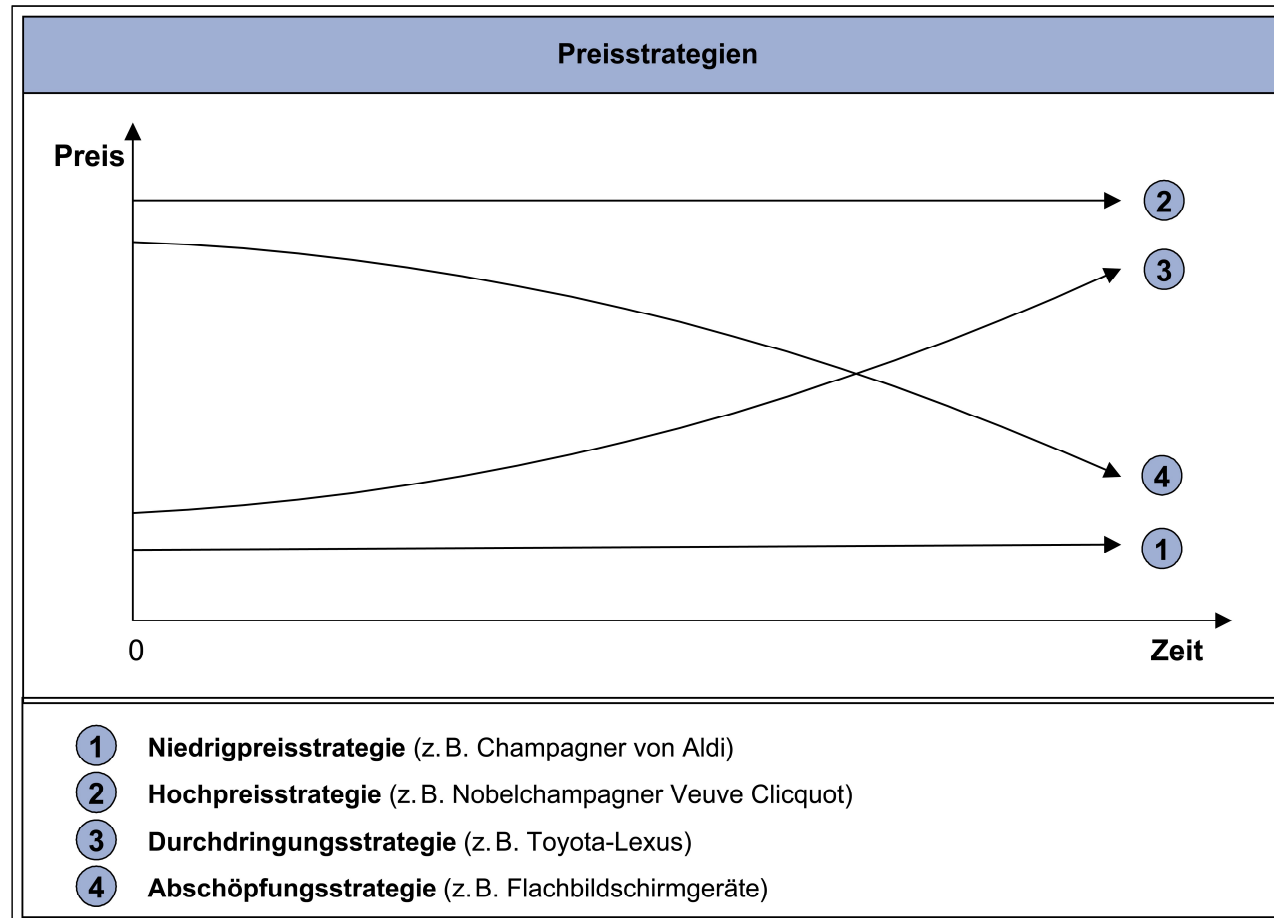 Preisstrategien
Preis
2
3
4
1
0
Zeit
1 Niedrigpreisstrategie (z. B. Champagner von Aldi)
2 Hochpreisstrategie (z. B. Nobelchampagner Veuve Clicquot)
3 Durchdringungsstrategie (z. B. Toyota-Lexus)
4 Abschöpfungsstrategie (z. B. Flachbildschirmgeräte)